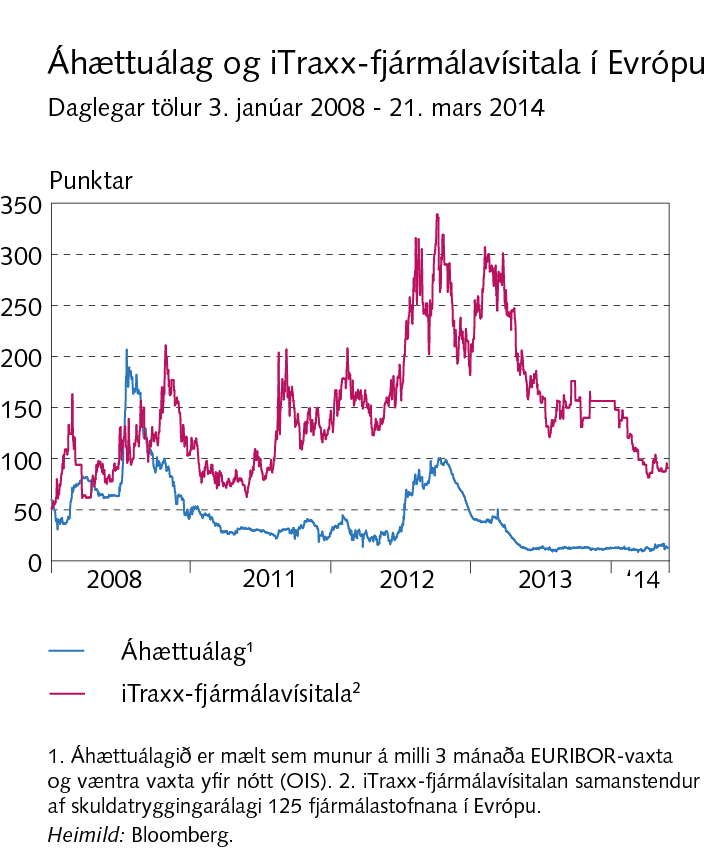 Áhættuálag og iTraxx-fjármálavísitala í Evrópu
Daglegar tölur 3. janúar 2008 - 21. mars 2014
Punktar
350
300
250
200
150
100
50
0
2008 2011 2012 2013 ‘14
Áhættuálag¹
iTraxx-fjármálavísitala²
1. Áhættuálagið er mælt sem munur á milli 3 mánaða EURIBOR-vaxta
og væntra vaxta yfir nótt (OIS). 2. iTraxx-fjármálavísitalan samanstendur
af skuldatryggingarálagi 125 fjármálastofnana í Evrópu.
Heimild: Bloomberg.